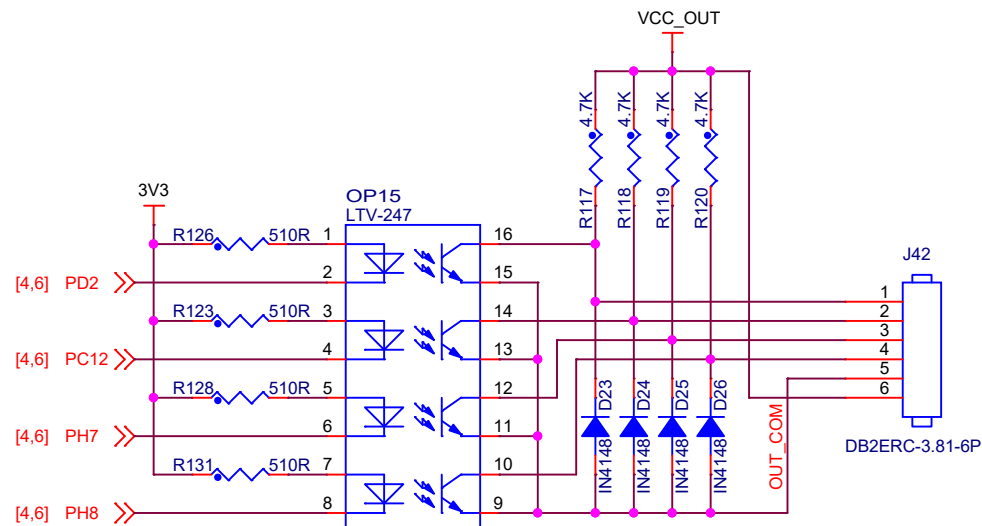 VCC_OUT
4.7K 4.7K 4.7K 4.7K
R117 R118 R119 R120
3V3
OP15
LTV-247
R126 510R 1 16
[4,6] PD2 2 15
R123 510R 3 14
[4,6] PC12 4 13
R128 510R 5 12
[4,6] PH7 6 11
R131 510R 7 10
[4,6] PH8 8 9
D23 D24 D25 D26
IN4148 IN4148 IN4148 IN4148
OUT_COM
J42
1
2
3
4
5
6
DB2ERC-3.81-6P